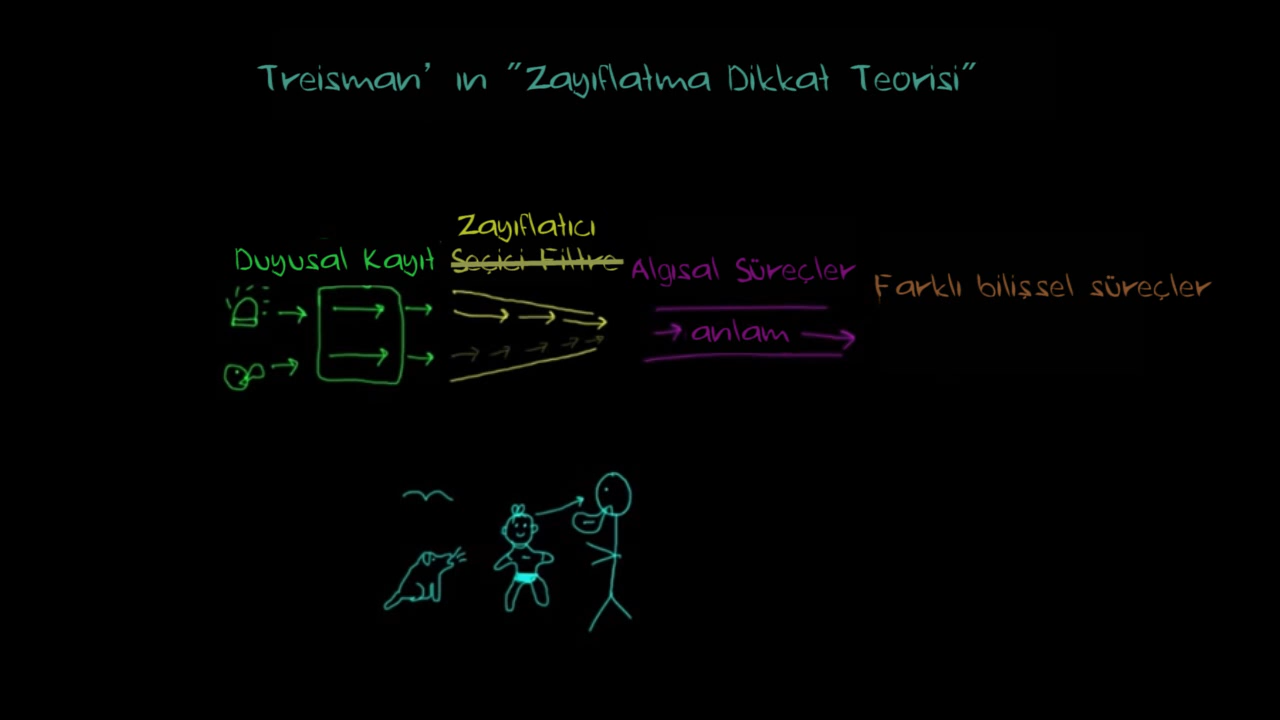 Treisman' ın "Zayıflatma Dikkat Teorisi"
Zayıflatıcı
Duyusal Kayıt
Seçici Filtre
Algısal Süreçler
Farklı bilişsel süreçler
anlam